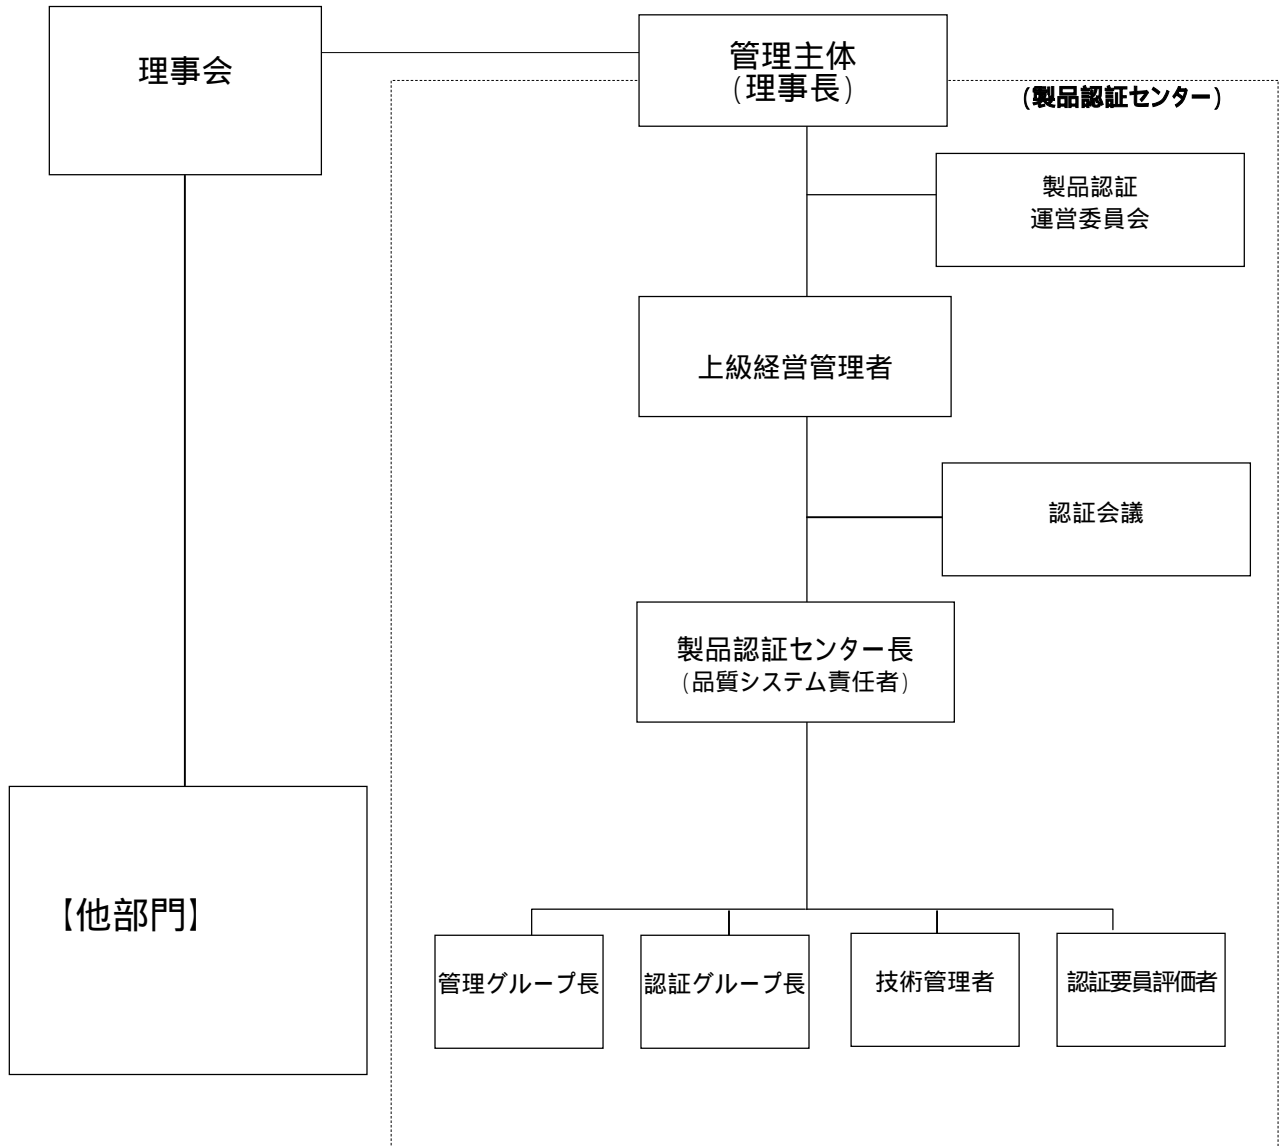 理事会
管理主体
(理事長)
(製品認証センター)
製品認証
運営委員会
上級経営管理者
認証会議
製品認証センター長
(品質システム責任者)
【他部門】
管理グループ長
認証グループ長
技術管理者
認証要員評価者